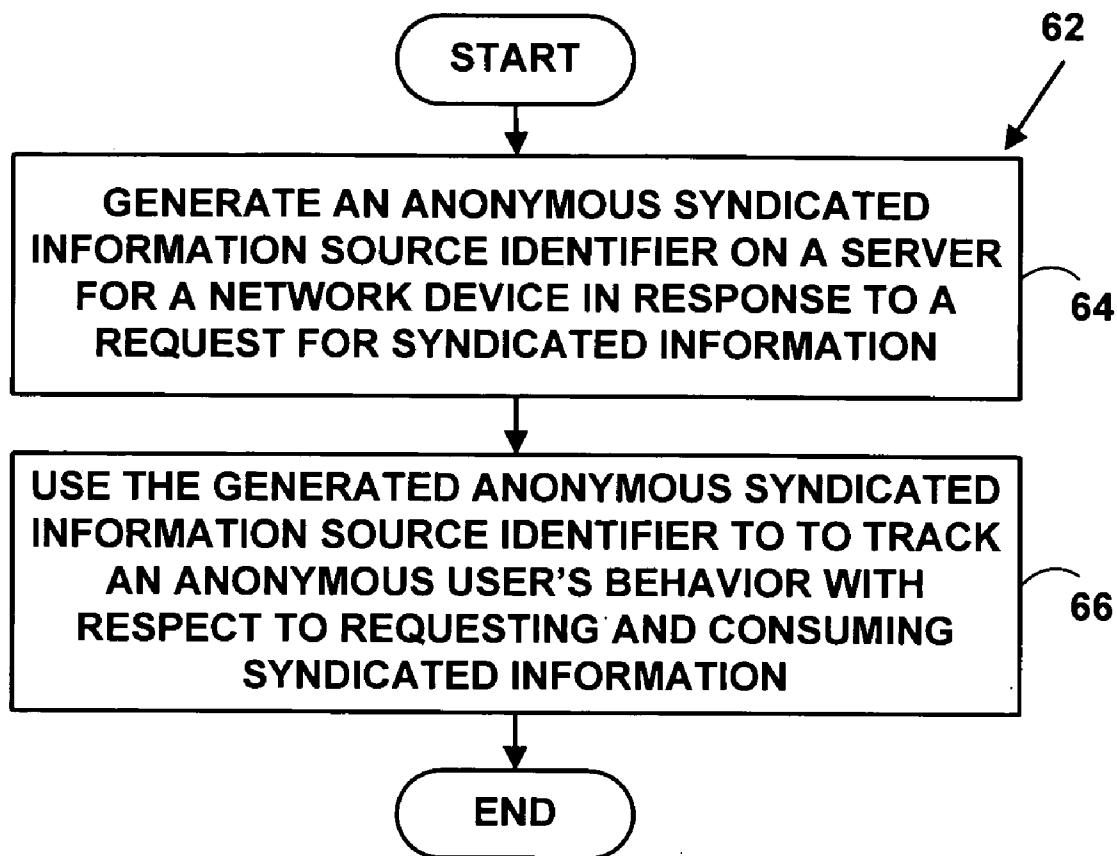 START
62
GENERATE AN ANONYMOUS SYNDICATED
INFORMATION SOURCE IDENTIFIER ON A SERVER
FOR A NETWORK DEVICE IN RESPONSE TO A
REQUEST FOR SYNDICATED INFORMATION
64
USE THE GENERATED ANONYMOUS SYNDICATED
INFORMATION SOURCE IDENTIFIER TO TO TRACK
AN ANONYMOUS USER'S BEHAVIOR WITH
RESPECT TO REQUESTING AND CONSUMING
SYNDICATED INFORMATION
66
END